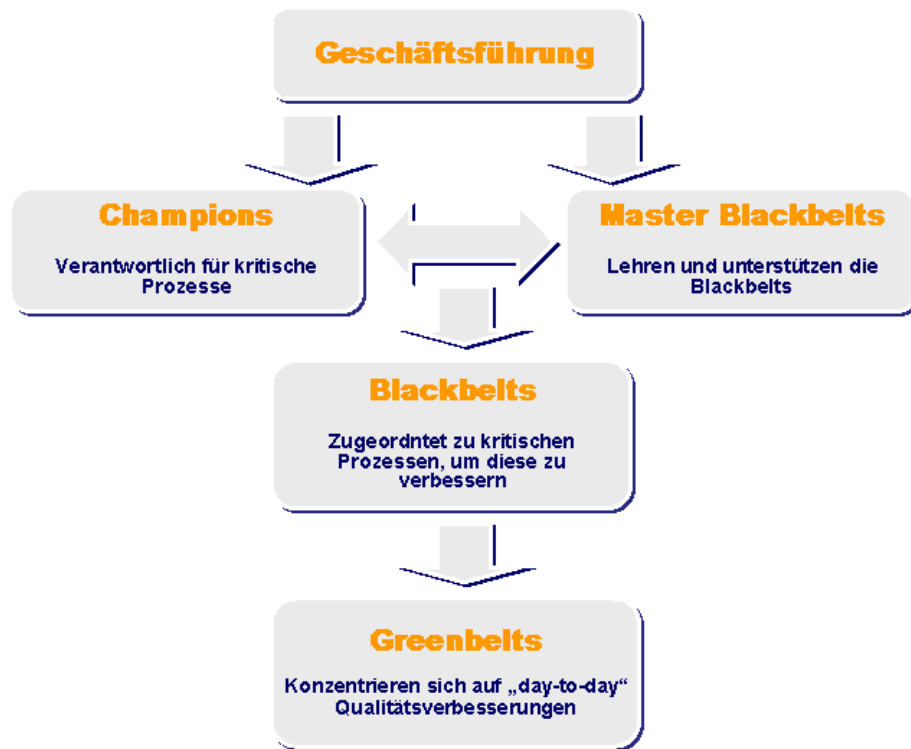 Geschäftsführung
Champions
Verantwortlich für kritische
Prozesse
Master Blackbelts
Lehren und unterstützen die
Blackbelts
Blackbelts
Zugeordntet zu kritischen
Prozessen, um diese zu
verbessern
Greenbelts
Konzentrieren sich auf „day-to-day“
Qualitätsverbesserungen